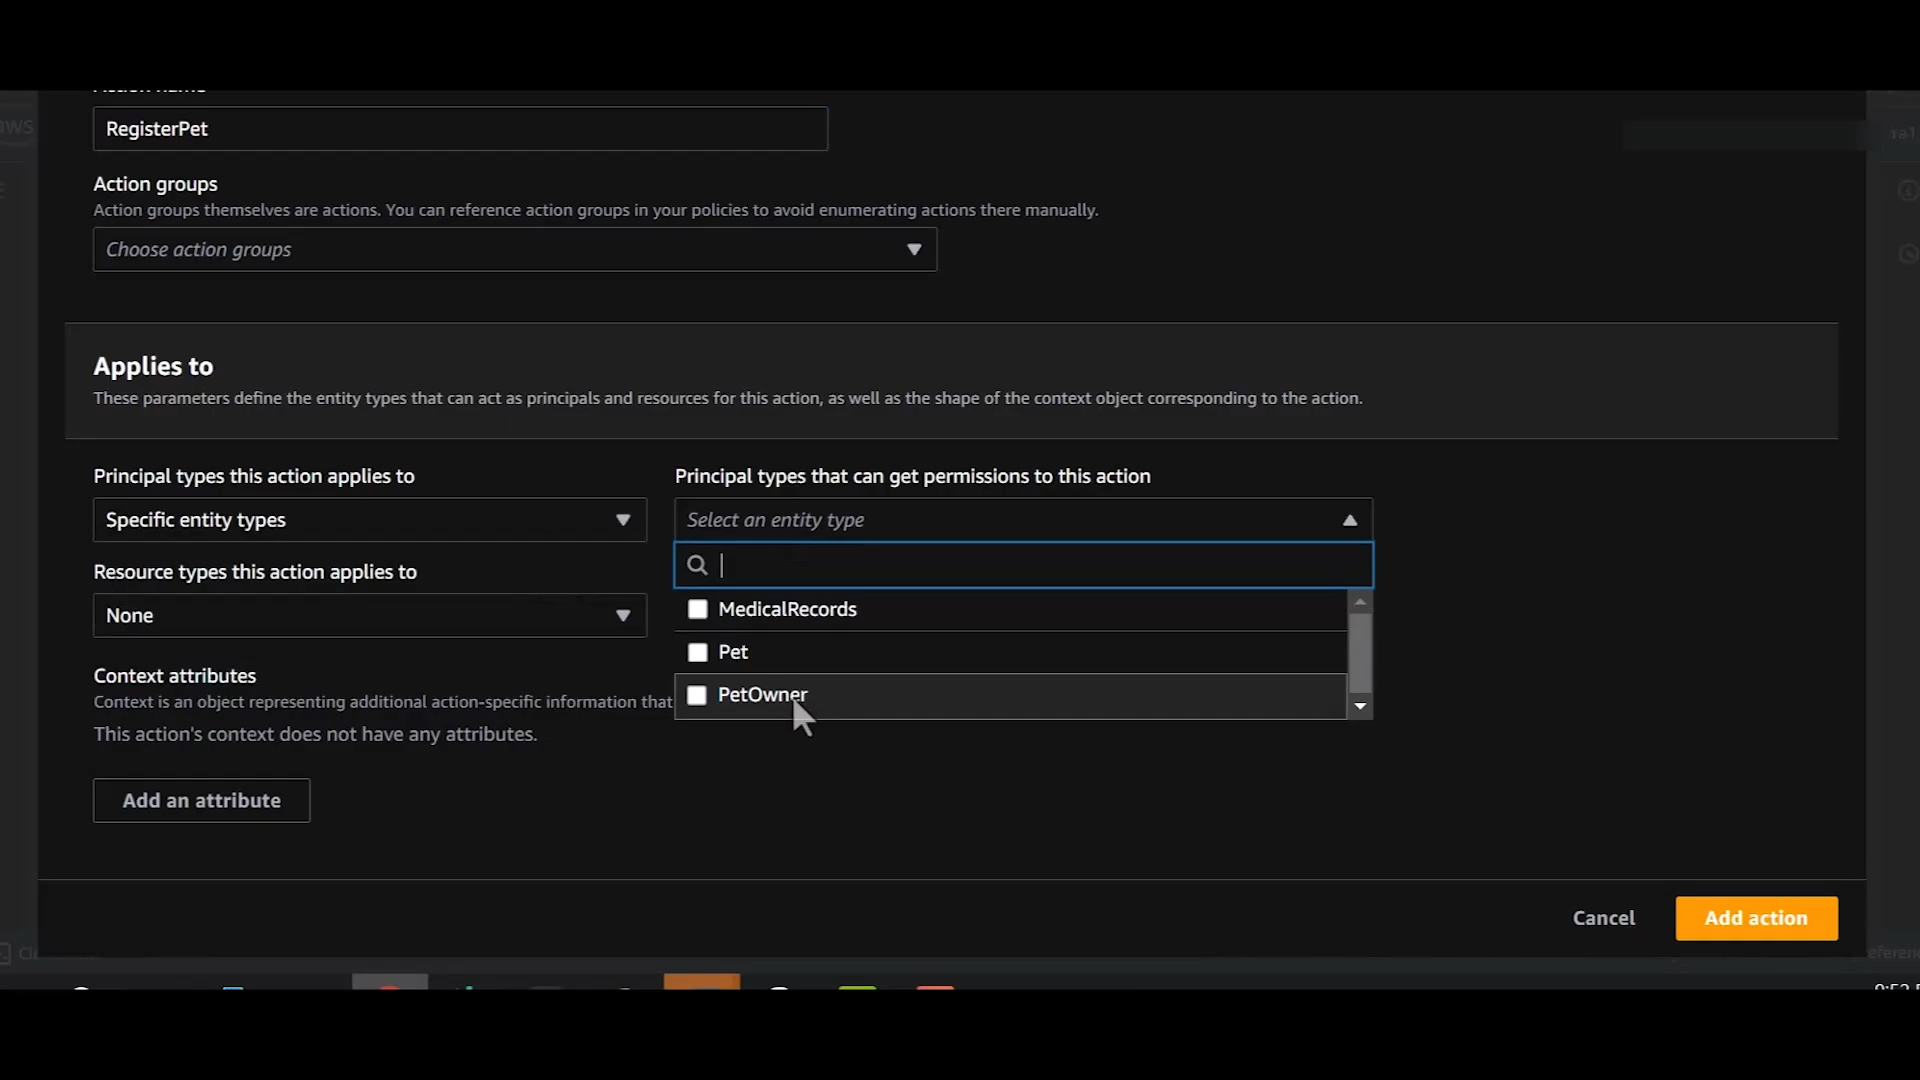 RegisterPet
Action groups
Action groups themselves are actions. You can reference action groups in your policies to avoid enumerating actions there manually.
Choose action groups
Applies to
These parameters define the entity types that can act as principals and resources for this action, as well as the shape of the context object corresponding to the action.
Principal types this action applies to
Specific entity types
Principal types that can get permissions to this action
Select an entity type
MedicalRecords
Pet
PetOwner
Resource types this action applies to
None
Context attributes
Context is an object representing additional action-specific information that
This action's context does not have any attributes.
Add an attribute
Cancel
Add action